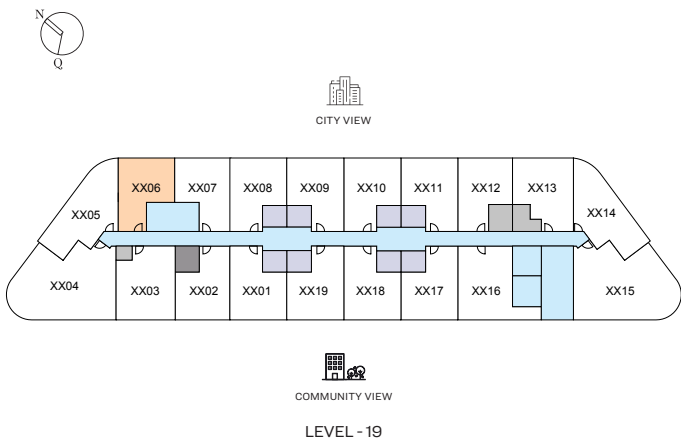 N
Q
CITY VIEW
XX06 XX07 XX08 XX09 XX10 XX11 XX12 XX13
XX05 XX14
XX04 XX03 XX02 XX01 XX19 XX18 XX17 XX16 XX15
COMMUNITY VIEW
LEVEL - 19